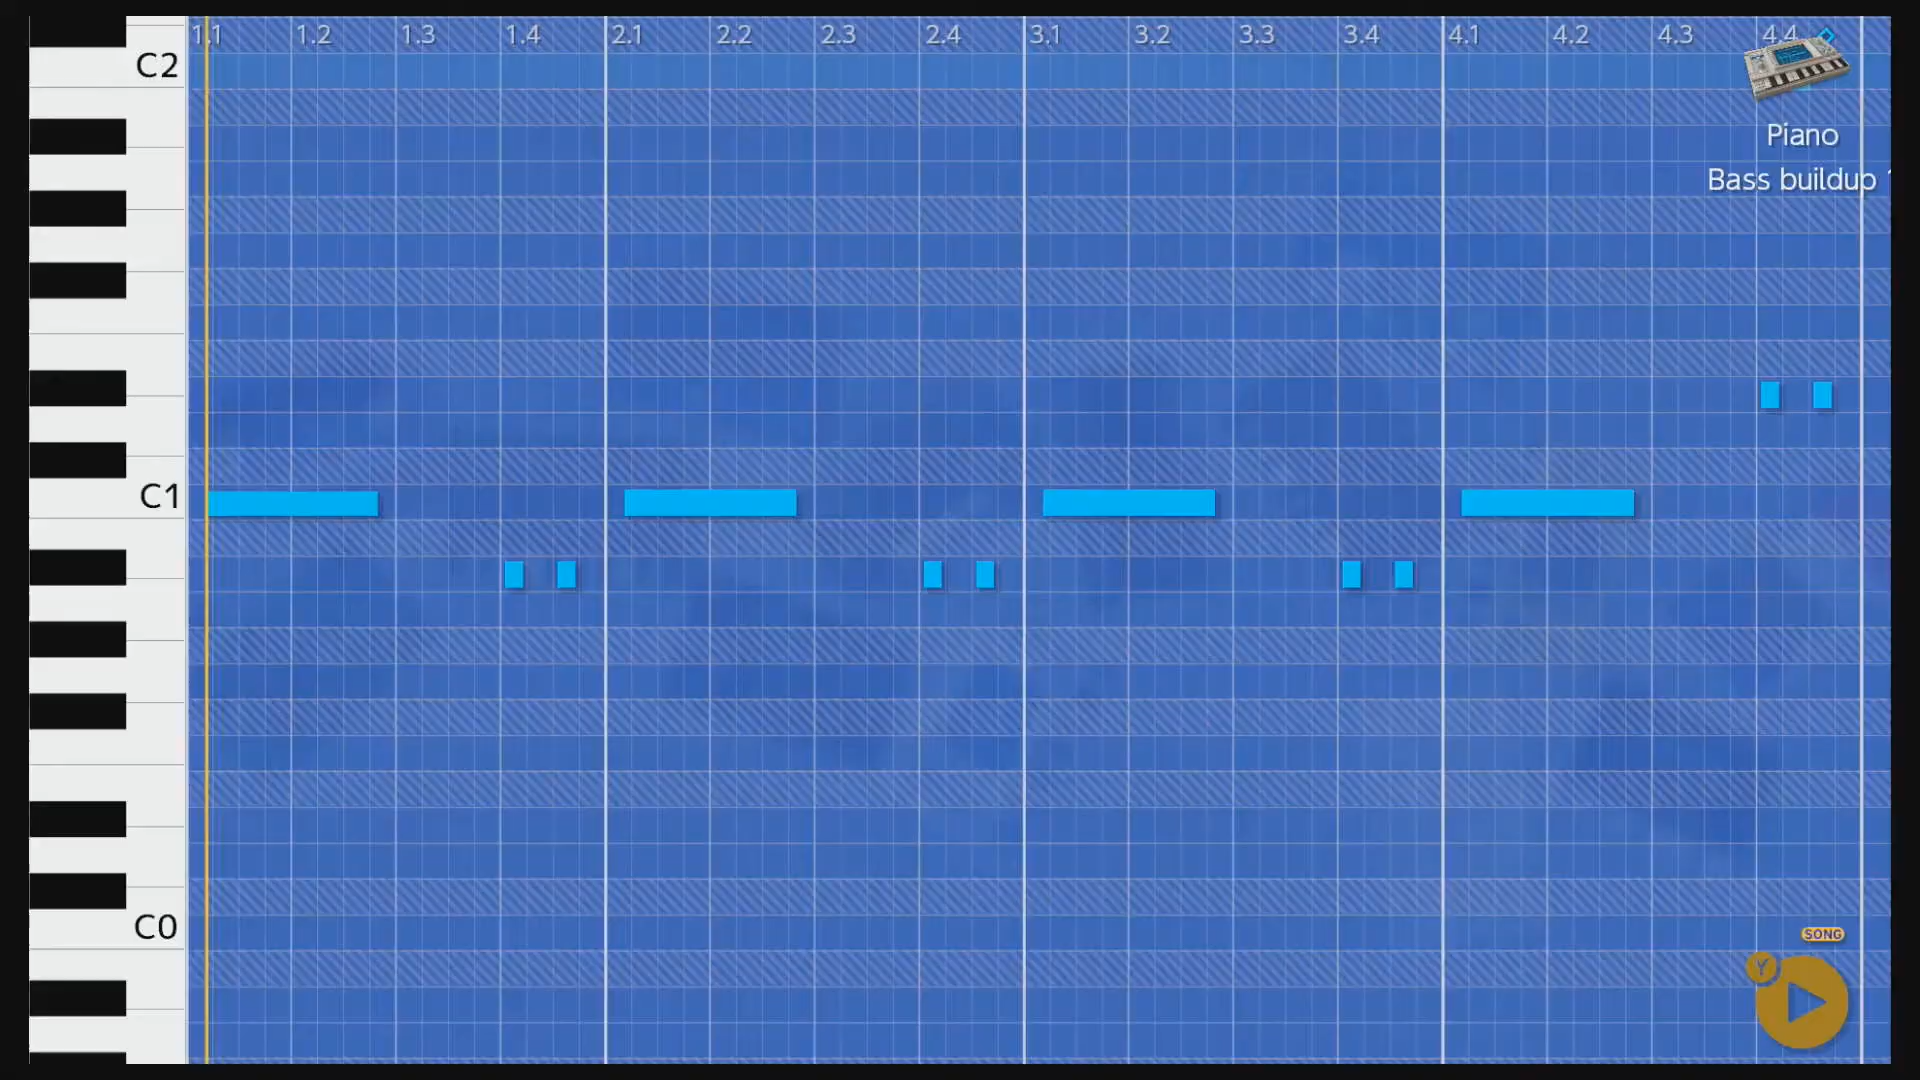 1.1 1.2 1.3 1.4 2.1 2.2 2.3 2.4 3.1 3.2 3.3 3.4 4.1 4.2 4.3 4.4
C2
Piano
Bass buildup
C1
C0
SONG
Y